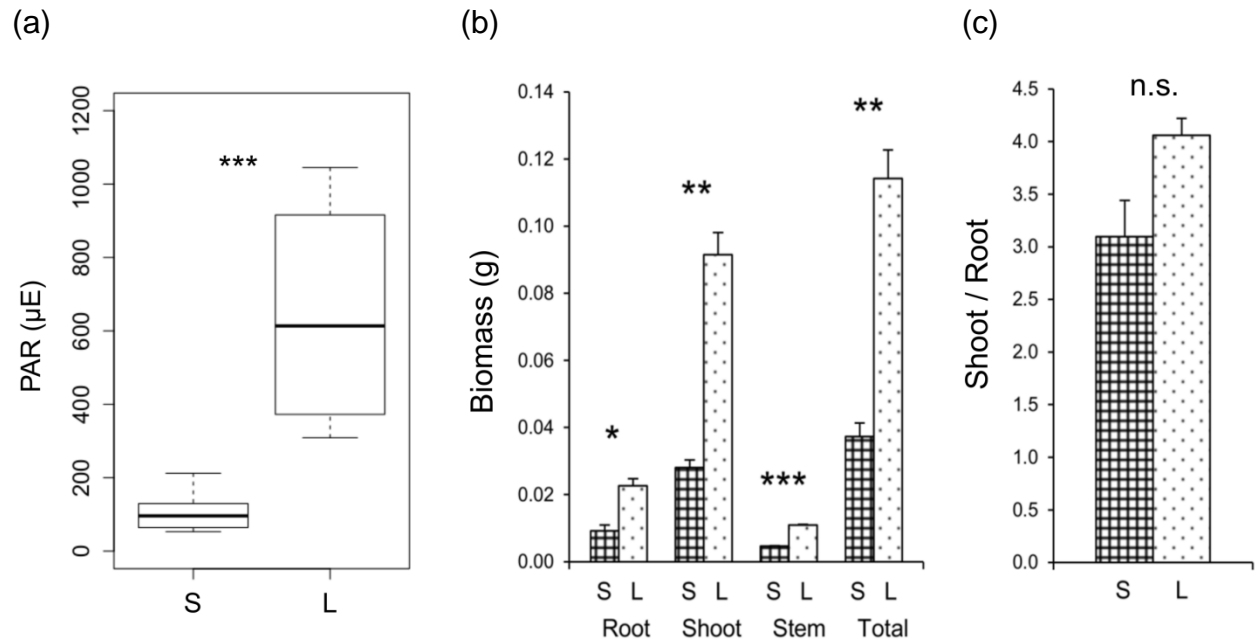 (a)
(b)
(c)
PAR (µE)
1200
1000
800
600
400
200
0
***
S L
Biomass (g)
0.14
0.12
0.10
0.08
0.06
0.04
0.02
0.00
*
**
***
**
S L S L S L S L
Root Shoot Stem Total
Shoot / Root
4.5
4.0
3.5
3.0
2.5
2.0
1.5
1.0
0.5
0.0
n.s.
S L